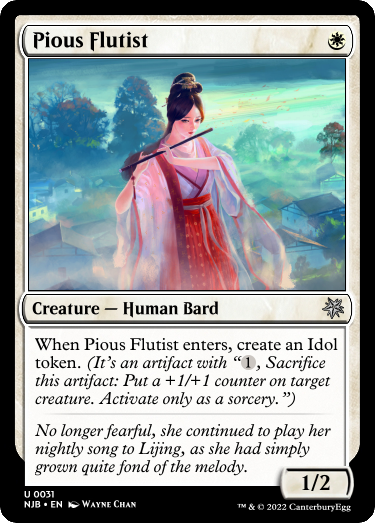 Pious Flutist
Creature — Human Bard
When Pious Flutist enters, create an Idol
token. (It's an artifact with “1, Sacrifice
this artifact: Put a +1/+1 counter on target
creature. Activate only as a sorcery.”)
No longer fearful, she continued to play her
nightly song to Lijing, as she had simply
grown quite fond of the melody.
1/2
U 0031
NJB • EN Wayne Chan
™ & © 2022 CanterburyEgg